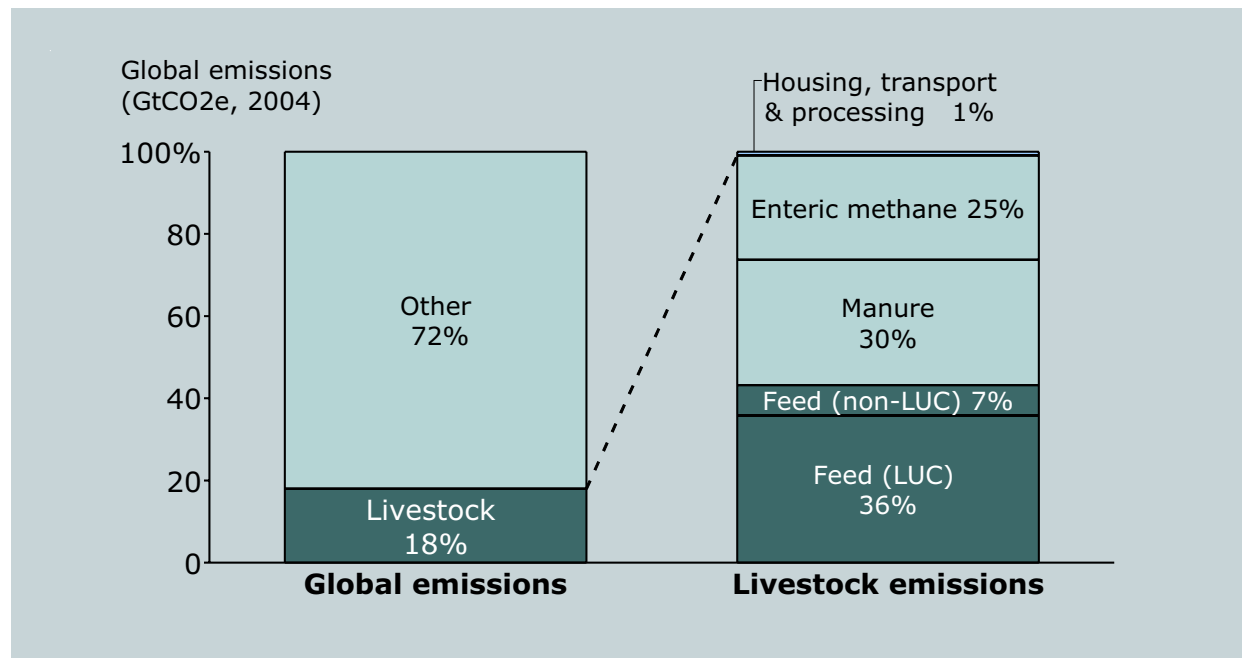 Global emissions
(GtCO2e, 2004)
100%
80
60
40
20
0
Other
72%
Livestock
18%
Global emissions
Housing, transport
& processing 1%
Enteric methane 25%
Manure
30%
Feed (non-LUC) 7%
Feed (LUC)
36%
Livestock emissions